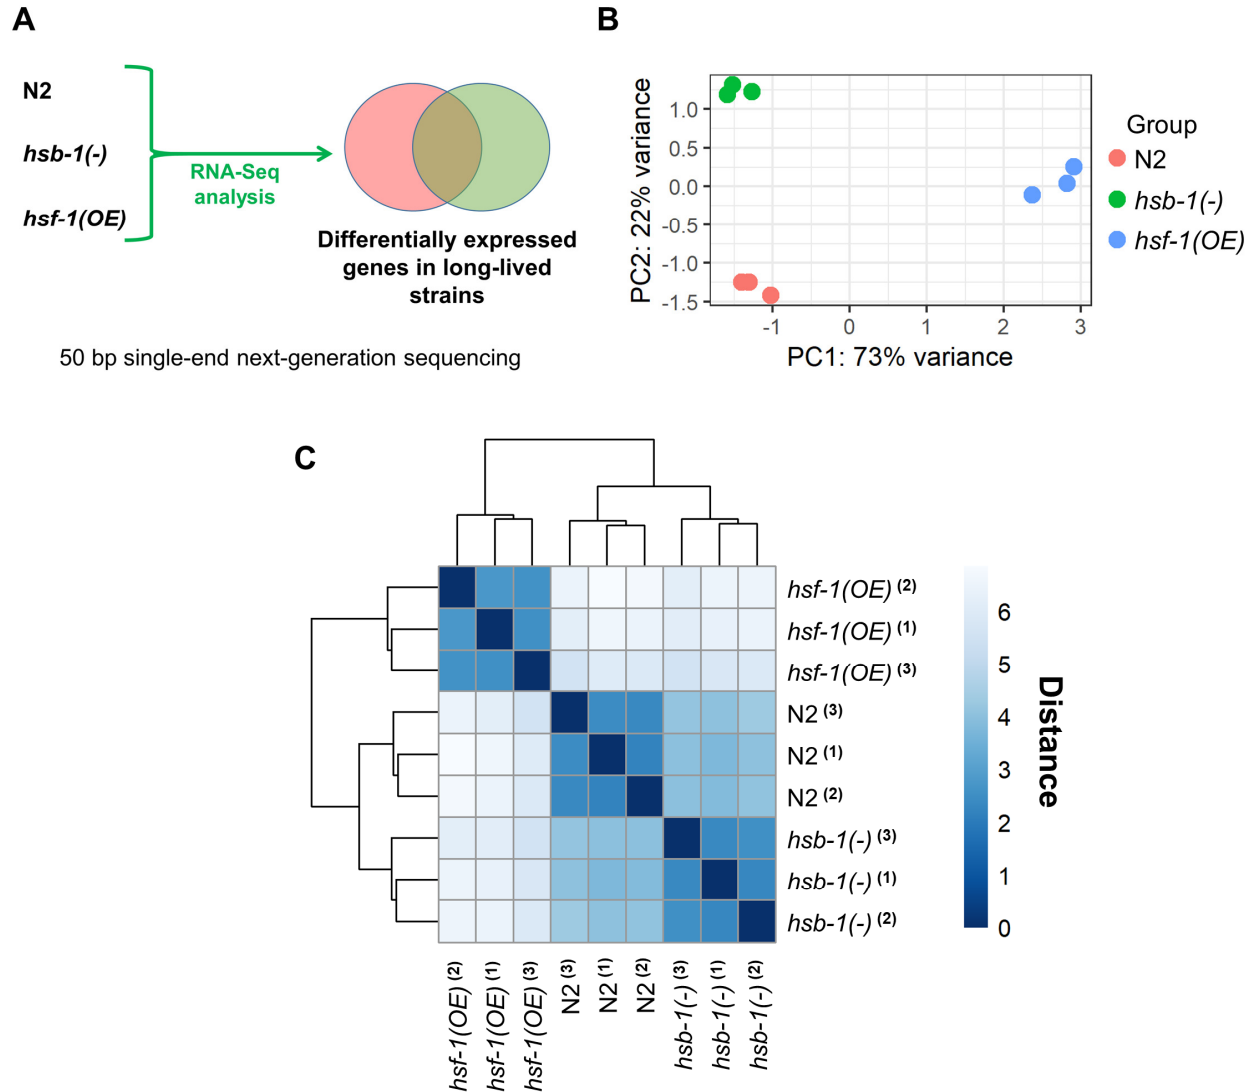 A
N2
hsb-1(-)
hsf-1(OE)
RNA-Seq
analysis
Differentially expressed
genes in long-lived
strains
50 bp single-end next-generation sequencing
B
PC2: 22% variance
1.0
0.5
0.0
-0.5
-1.0
-1.5
-1 0 1 2 3
PC1: 73% variance
Group
N2
hsb-1(-)
hsf-1(OE)
C
hsf-1(OE) (2)
hsf-1(OE) (1)
hsf-1(OE) (3)
N2 (3)
N2 (1)
N2 (2)
hsb-1(-) (3)
hsb-1(-) (1)
hsb-1(-) (2)
hsf-1(OE) (2)
hsf-1(OE) (1)
hsf-1(OE) (3)
N2 (3)
N2 (1)
N2 (2)
hsb-1(-) (3)
hsb-1(-) (1)
hsb-1(-) (2)
6
5
4
3
2
1
0
Distance